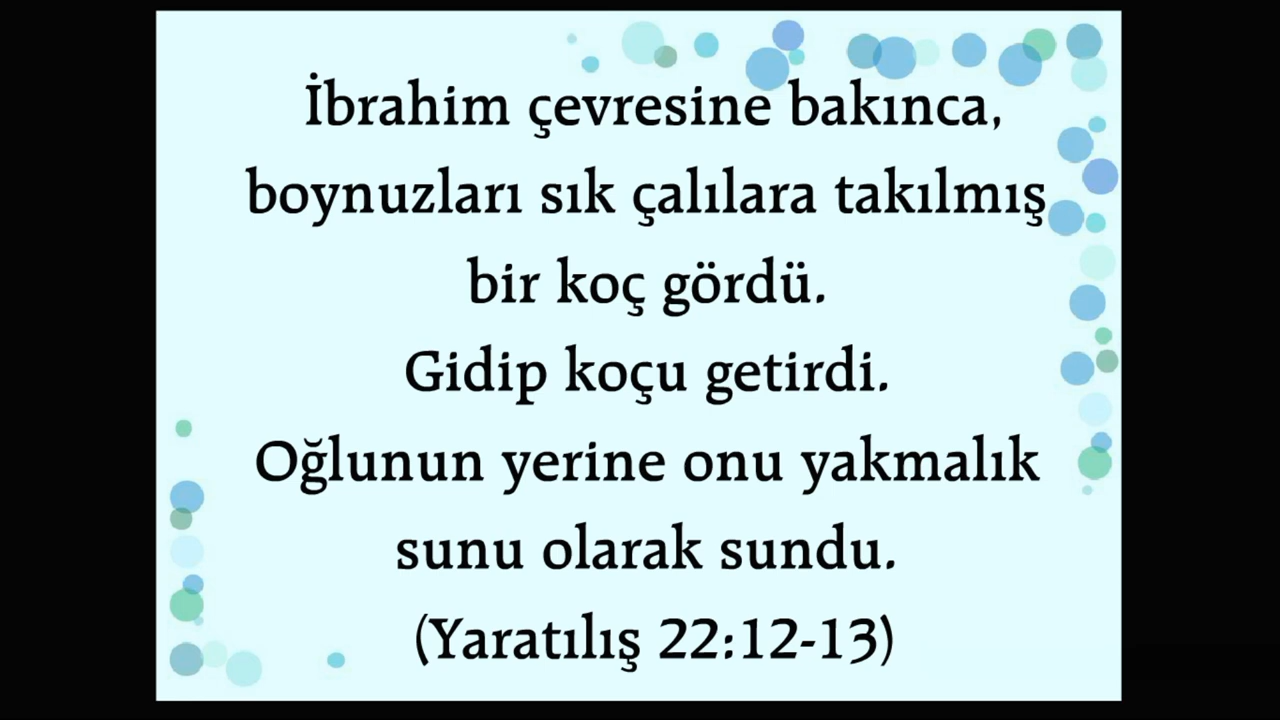 İbrahim çevresine bakınca,
boynuzları sık çalılara takılmış
bir koç gördü.
Gidip koçu getirdi.
Oğlunun yerine onu yakmalık
sunu olarak sundu.
(Yaratılış 22:12-13)